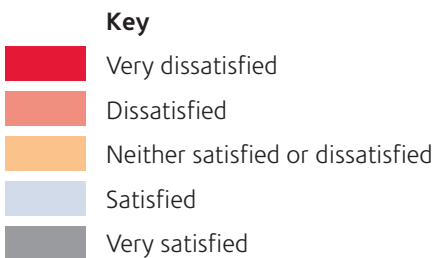 Key
Very dissatisfied
Dissatisfied
Neither satisfied or dissatisfied
Satisfied
Very satisfied